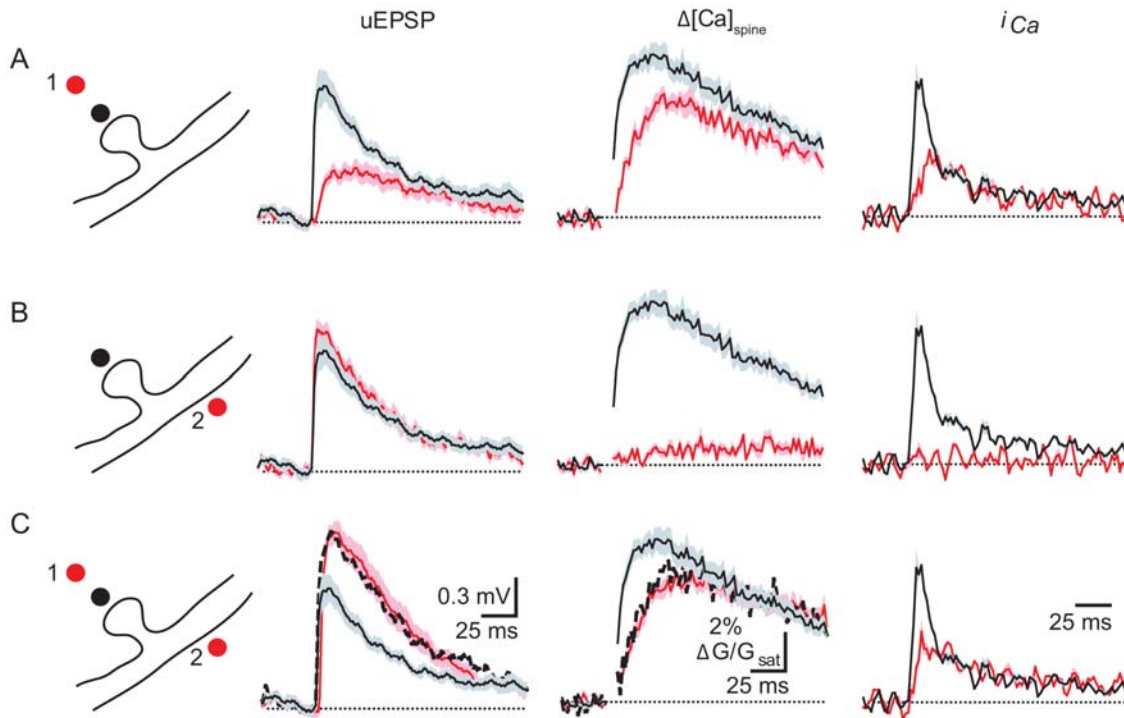 uEPSP Δ[Ca]spine iCa
A
1
B
2
C
1
2
0.3 mV
25 ms
2%
ΔG/Gsat
25 ms
25 ms